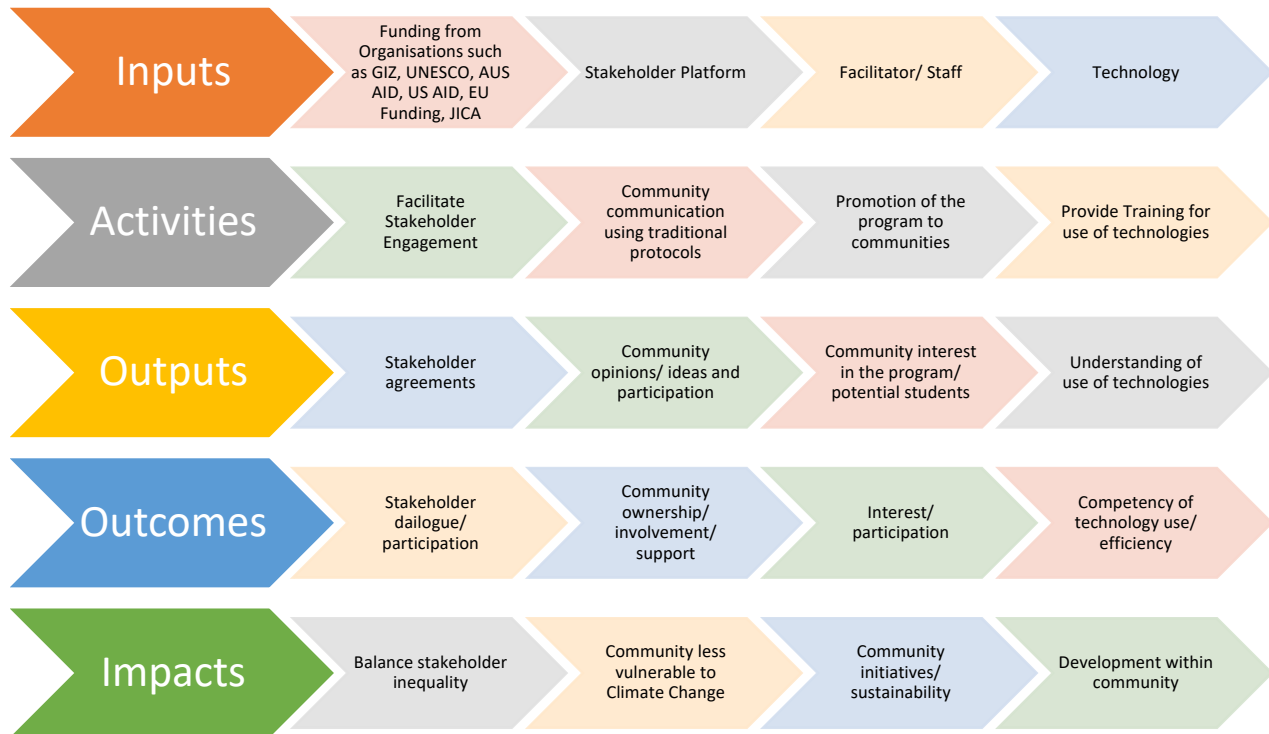 Inputs
Funding from
Organisations such
as GIZ, UNESCO, AUS
AID, US AID, EU
Funding, JICA
Stakeholder Platform
Facilitator/ Staff
Technology
Activities
Facilitate
Stakeholder
Engagement
Community
communication
using traditional
protocols
Promotion of the
program to
communities
Provide Training for
use of technologies
Outputs
Stakeholder
agreements
Community
opinions/ ideas and
participation
Community interest
in the program/
potential students
Understanding of
use of technologies
Outcomes
Stakeholder
dailogue/
participation
Community
ownership/
involvement/
support
Interest/
participation
Competency of
technology use/
efficiency
Impacts
Balance stakeholder
inequality
Community less
vulnerable to
Climate Change
Community
initiatives/
sustainability
Development within
community